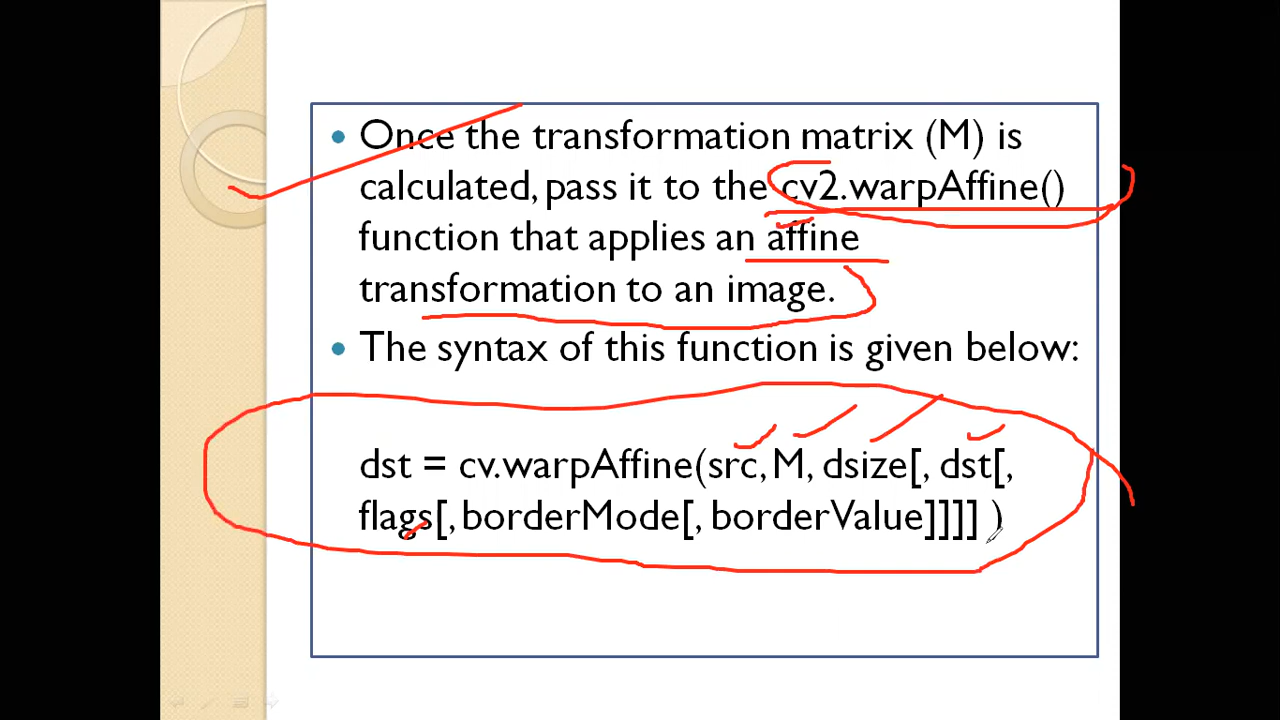 Once the transformation matrix (M) is
calculated, pass it to the cv2.warpAffine()
function that applies an affine
transformation to an image.
The syntax of this function is given below:
dst = cv.warpAffine(src, M, dsize[, dst[,
flags[, borderMode[, borderValue]]]] )